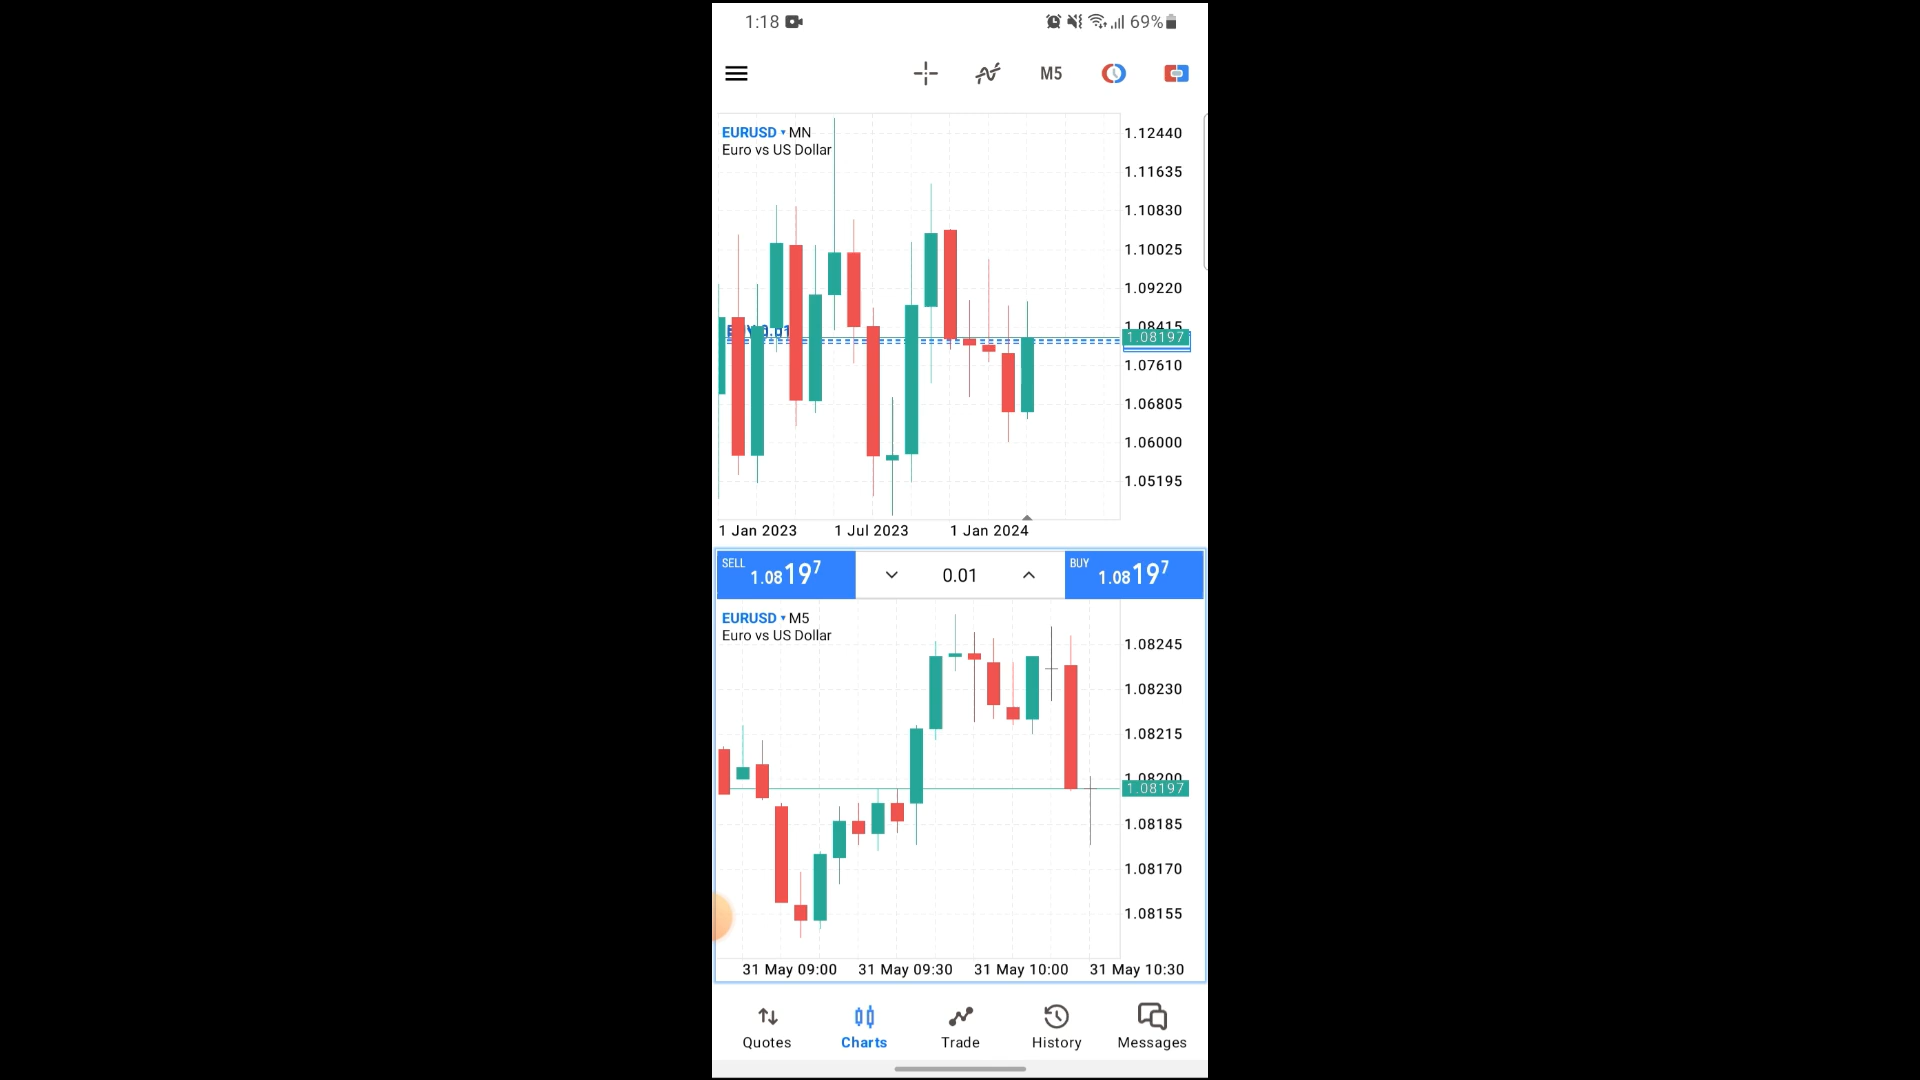 1:18
69%
M5
EURUSD MN
Euro vs US Dollar
1.12440
1.11635
1.10830
1.10025
1.09220
1.08415
1.08197
1.07610
1.06805
1.06000
1.05195
1 Jan 2023 1 Jul 2023 1 Jan 2024
SELL 1.08197
0.01
BUY 1.08197
EURUSD M5
Euro vs US Dollar
1.08245
1.08230
1.08215
1.08200
1.08197
1.08185
1.08170
1.08155
31 May 09:00 31 May 09:30 31 May 10:00 31 May 10:30
Quotes Charts Trade History Messages